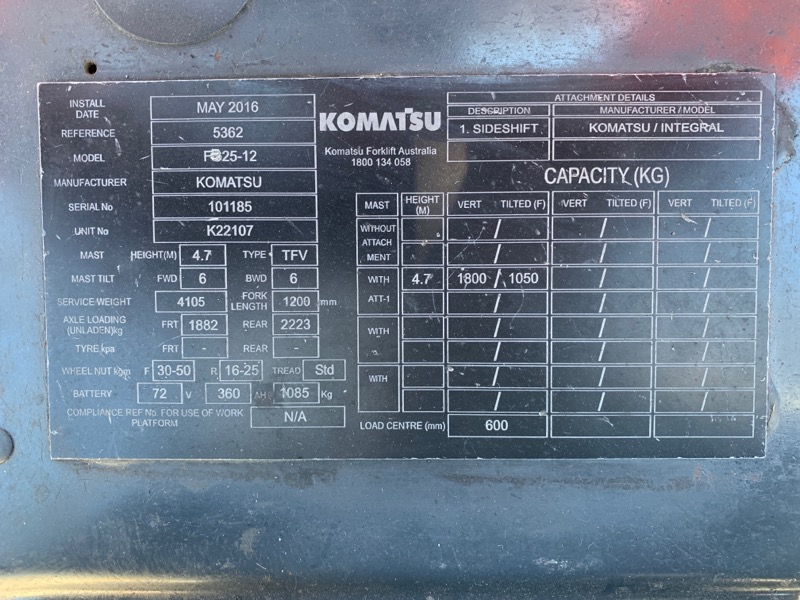 INSTALL DATE MAY 2016
REFERENCE 5362
MODEL FB25-12
MANUFACTURER KOMATSU
SERIAL No 101185
UNIT No K22107
MAST HEIGHT(M) 4.7 TYPE TFV
MAST TILT FWD 6 BWD 6
SERVICE WEIGHT 4105 FORK LENGTH 1200 mm
AXLE LOADING (UNLADEN)kg FRT 1882 REAR 2223
TYRE kpa FRT - REAR -
WHEEL NUT kgm F 30-50 R 16-25 TREAD Std
BATTERY 72 V 360 AH 1085 Kg
COMPLIANCE REF No. FOR USE OF WORK PLATFORM N/A
KOMATSU
Komatsu Forklift Australia
1800 134 058
ATTACHMENT DETAILS
DESCRIPTION MANUFACTURER / MODEL
1. SIDESHIFT KOMATSU / INTEGRAL
CAPACITY (KG)
MAST HEIGHT (M) VERT TILTED (F) VERT TILTED (F) VERT TILTED (F)
WITHOUT / / /
ATTACH
MENT / / /
WITH 4.7 1800 / 1050 / /
ATT-1 / / /
WITH / / /
/ / /
WITH / / /
/ / /
LOAD CENTRE (mm) 600